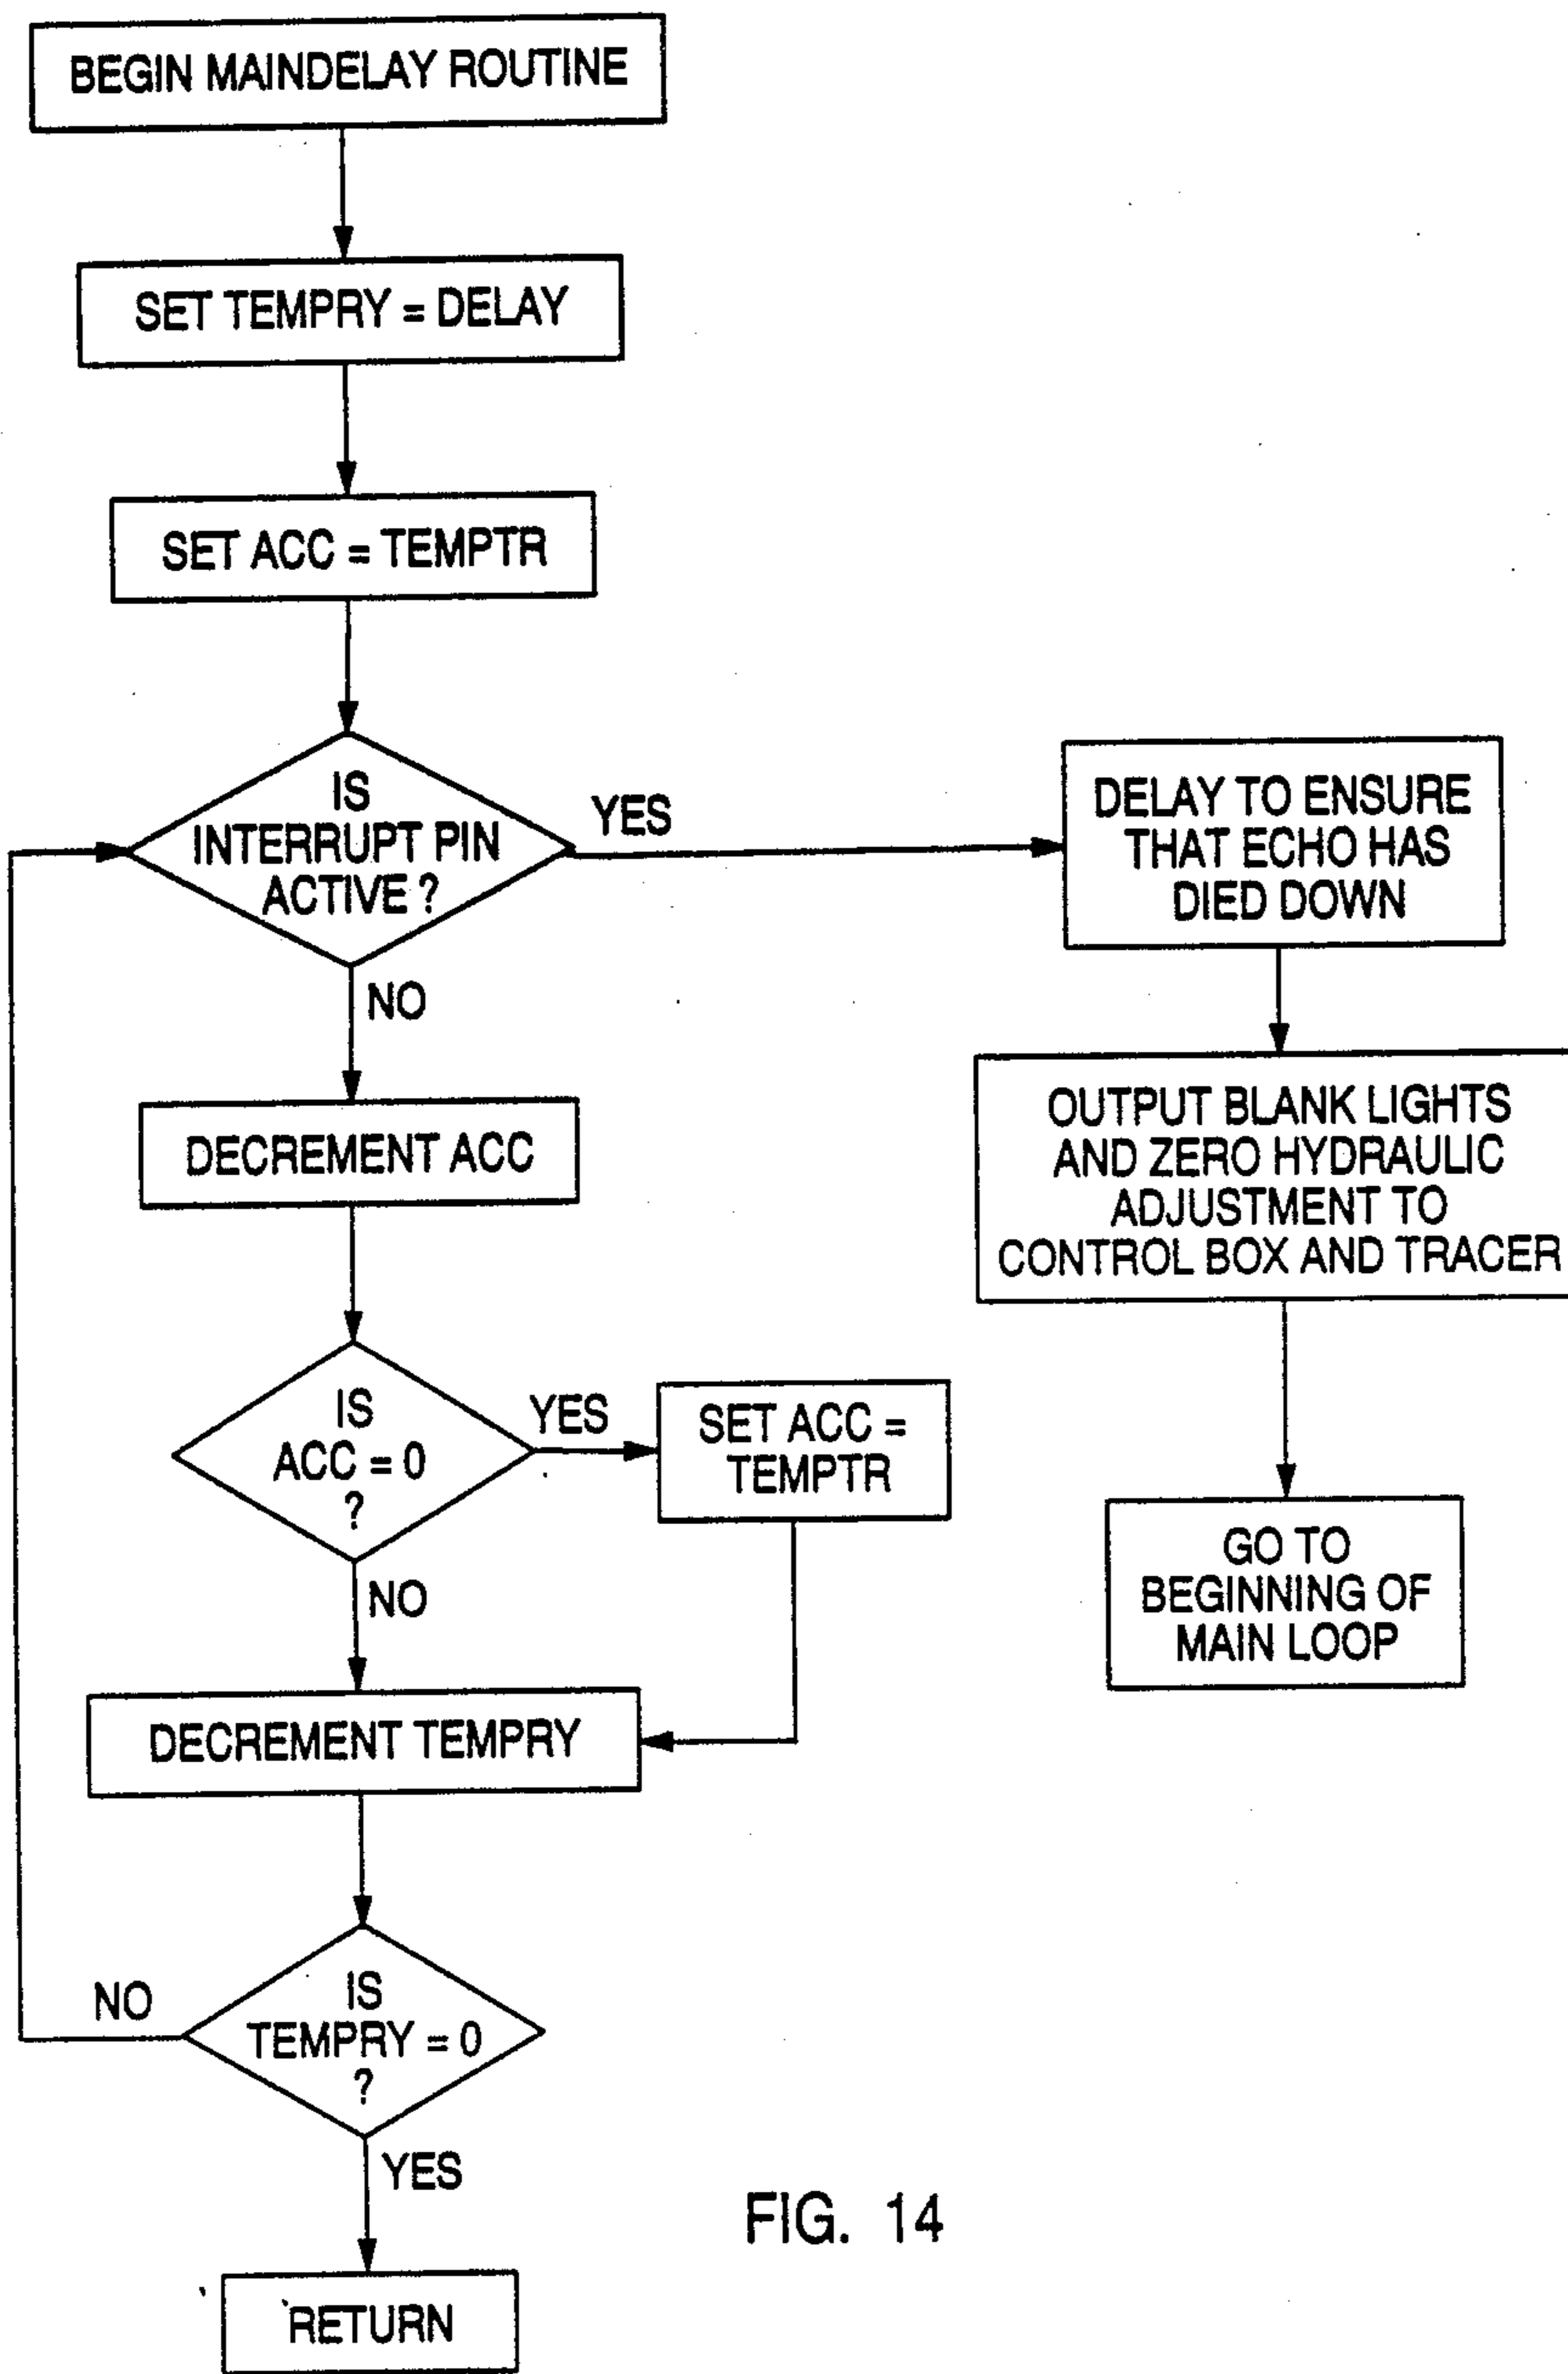 BEGIN MAINDELAY ROUTINE
SET TEMPRY = DELAY
SET ACC = TEMPTR
IS
INTERRUPT PIN
ACTIVE ?
YES
DELAY TO ENSURE
THAT ECHO HAS
DIED DOWN
NO
OUTPUT BLANK LIGHTS
AND ZERO HYDRAULIC
ADJUSTMENT TO
CONTROL BOX AND TRACER
DECREMENT ACC
IS
ACC = 0
?
YES
SET ACC =
TEMPTR
GO TO
BEGINNING OF
MAIN LOOP
NO
DECREMENT TEMPRY
NO
IS
TEMPRY = 0
?
YES
RETURN
FIG. 14